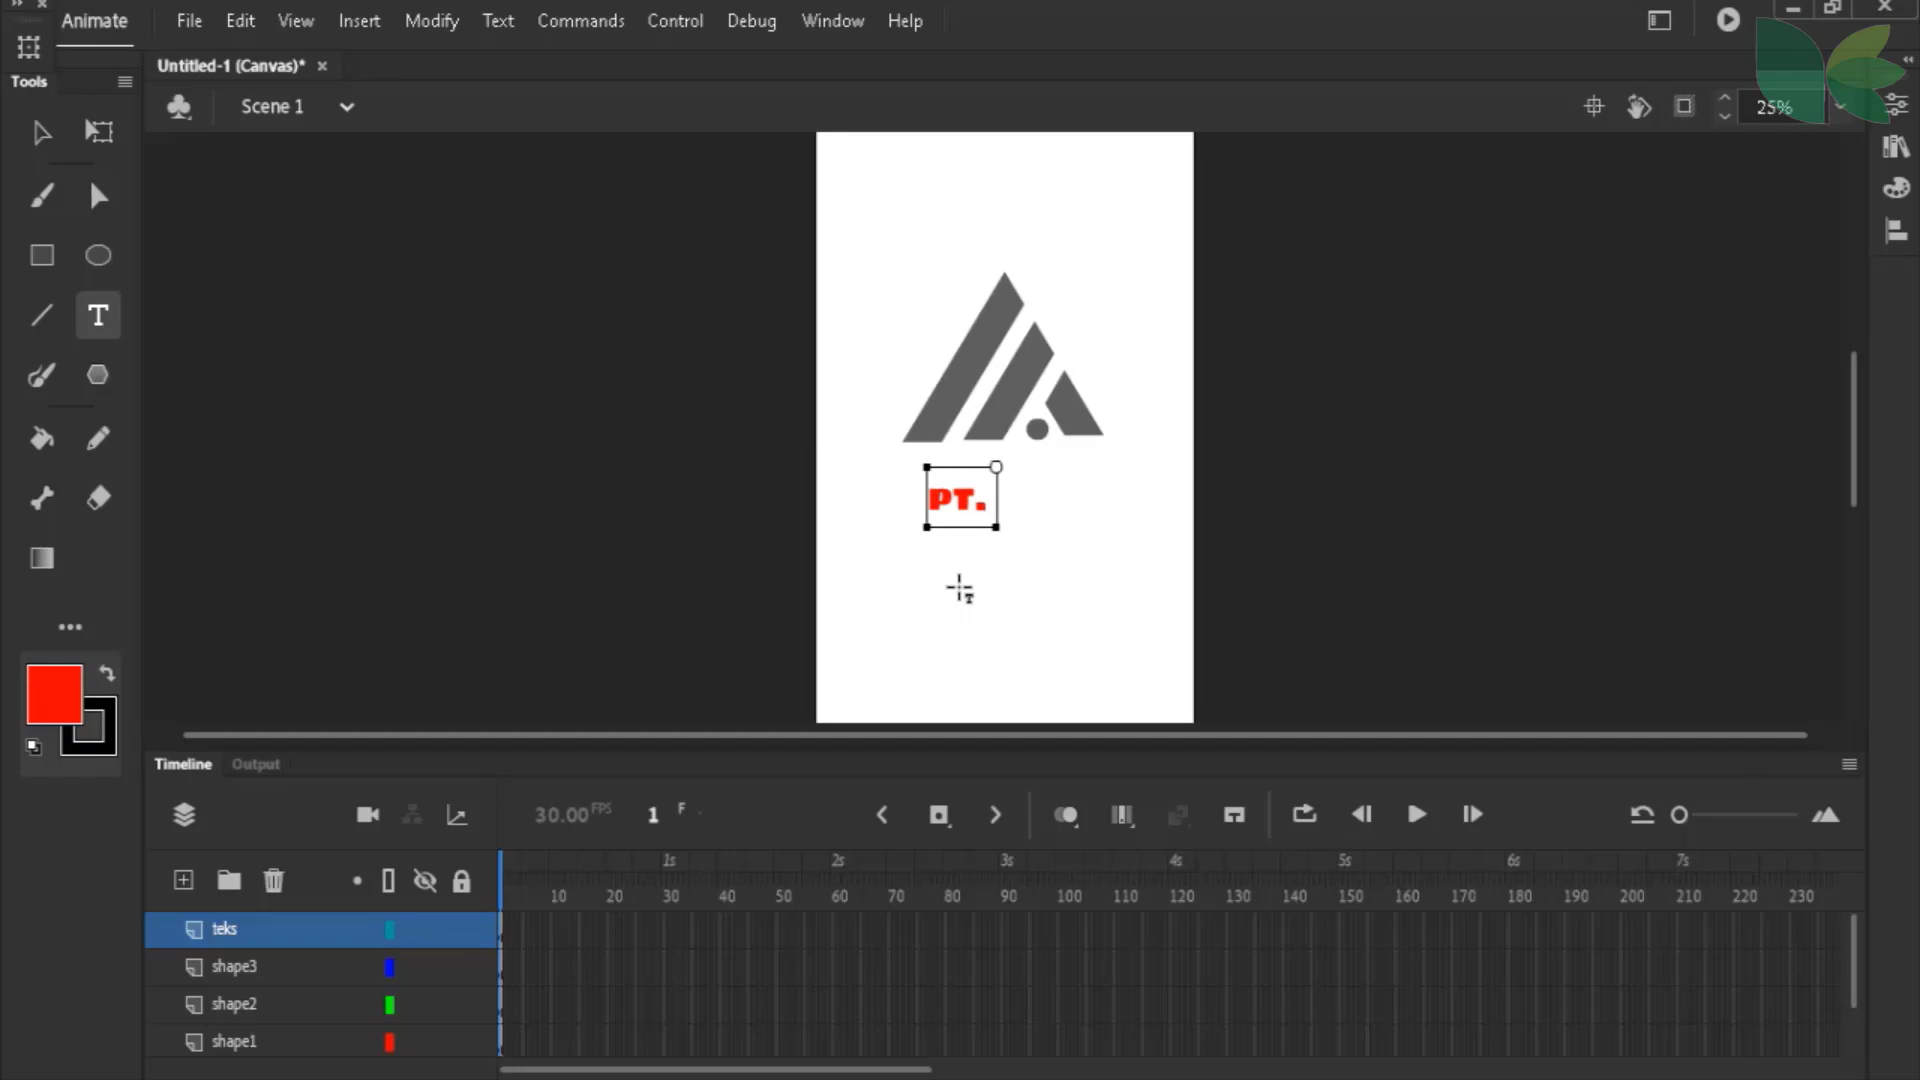 Animate File Edit View Insert Modify Text Commands Control Debug Window Help
Untitled-1 (Canvas)*
Tools
Scene 1
25%
T
PT.
Timeline Output
30.00 FPS 1 F
1s 2s 3s 4s 5s 6s 7s
10 20 30 40 50 60 70 80 90 100 110 120 130 140 150 160 170 180 190 200 210 220 230
teks
shape3
shape2
shape1